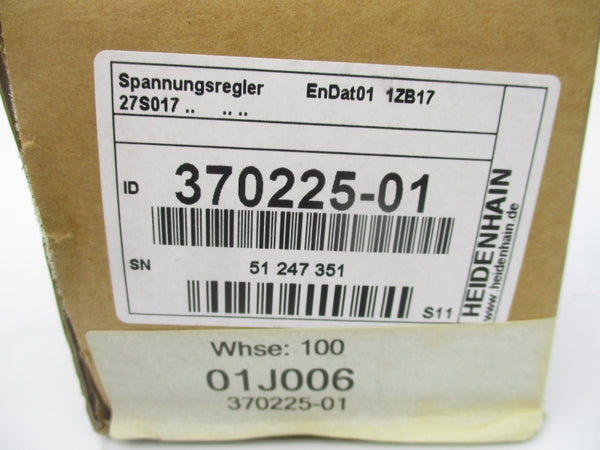 Spannungsregler EnDat01 1ZB17
27S017 .. .. ..
ID 370225-01
SN 51 247 351
S11
HEIDENHAIN
www.heidenhain.de
Whse: 100
01J006
370225-01